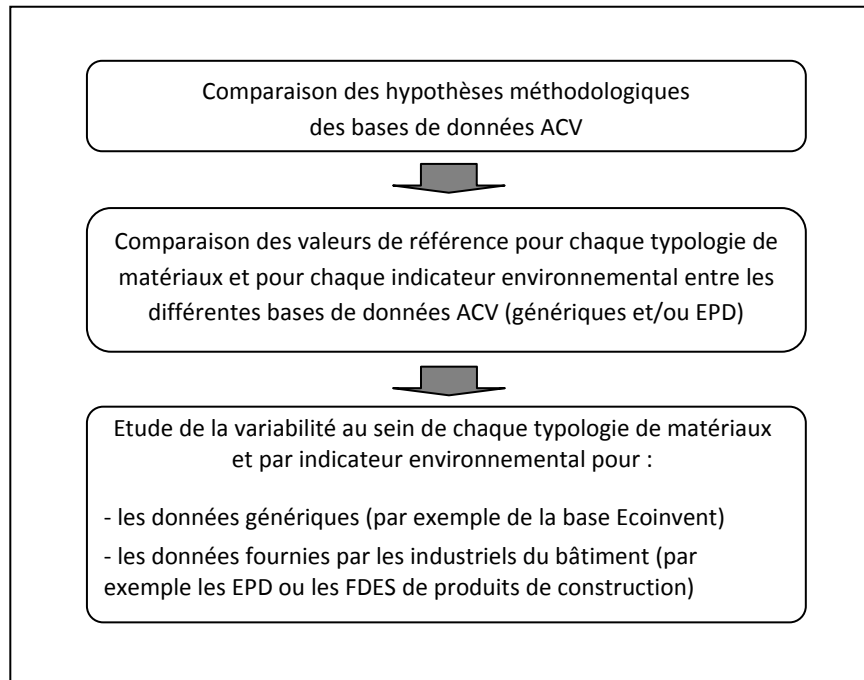 Comparaison des hypothèses méthodologiques
des bases de données ACV
Comparaison des valeurs de référence pour chaque typologie de
matériaux et pour chaque indicateur environnemental entre les
différentes bases de données ACV (génériques et/ou EPD)
Etude de la variabilité au sein de chaque typologie de matériaux
et par indicateur environnemental pour :
- les données génériques (par exemple de la base Ecoinvent)
- les données fournies par les industriels du bâtiment (par
exemple les EPD ou les FDES de produits de construction)